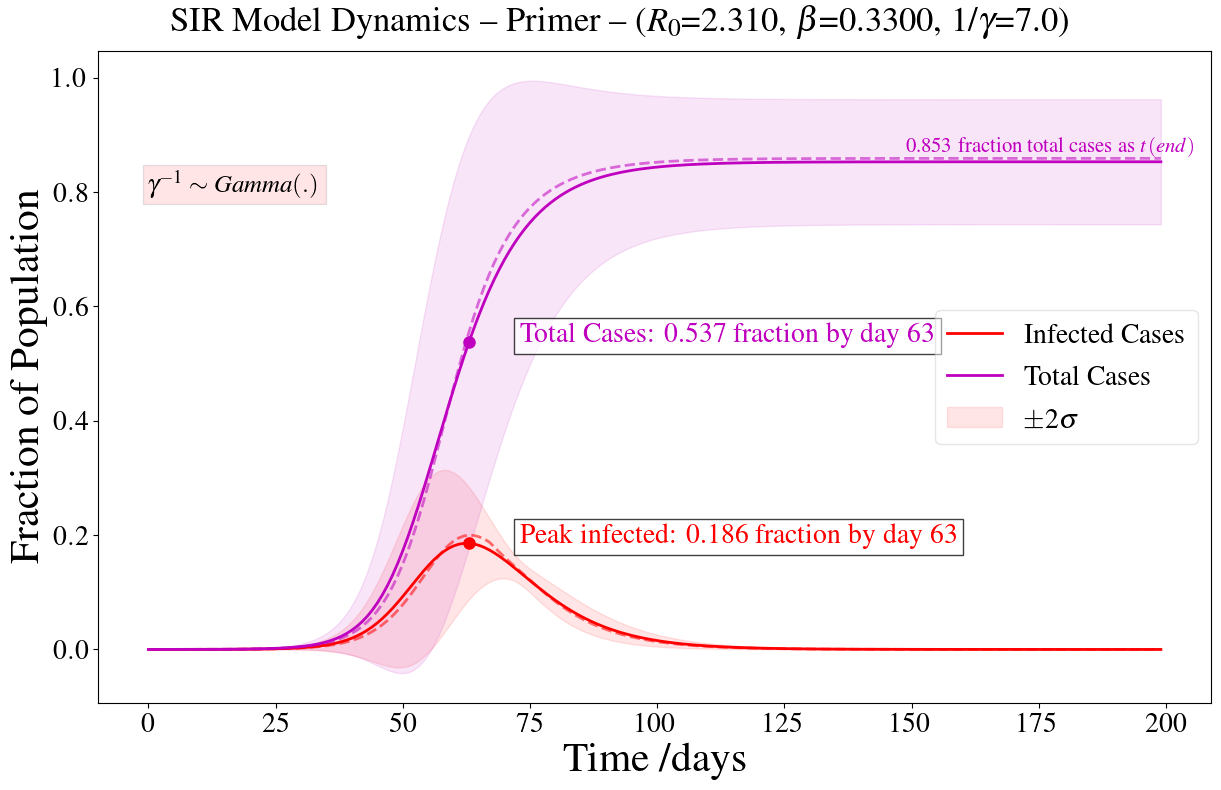 SIR Model Dynamics – Primer – (R₀=2.310, β=0.3300, 1/γ=7.0)
Fraction of Population
1.0
0.8
0.6
0.4
0.2
0.0
γ⁻¹ ∼ Gamma(.)
0.853 fraction total cases as t(end)
Total Cases: 0.537 fraction by day 63
Infected Cases
Total Cases
±2σ
Peak infected: 0.186 fraction by day 63
0 25 50 75 100 125 150 175 200
Time /days